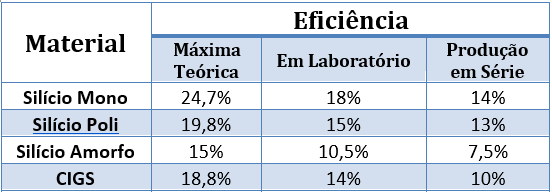 Material Eficiência
Máxima Teórica Em Laboratório Produção em Série
Silício Mono 24,7% 18% 14%
Silício Poli 19,8% 15% 13%
Silício Amorfo 15% 10,5% 7,5%
CIGS 18,8% 14% 10%